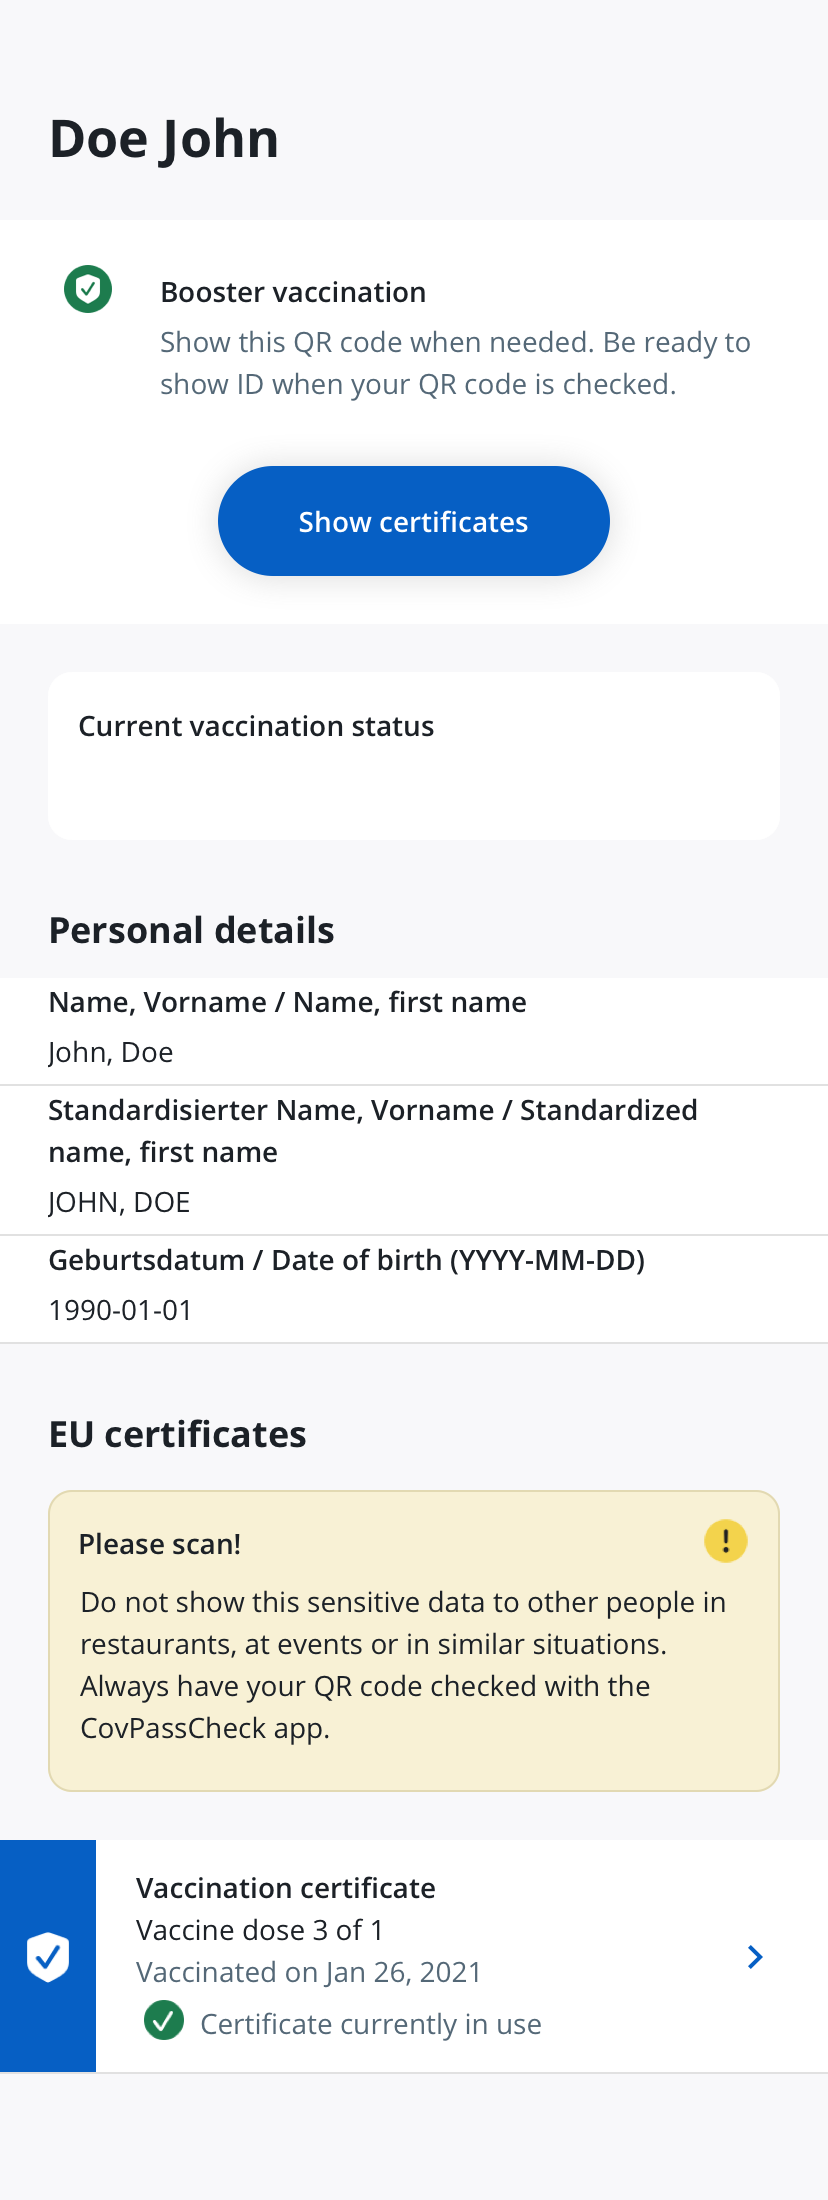 Doe John
Booster vaccination
Show this QR code when needed. Be ready to
show ID when your QR code is checked.
Show certificates
Current vaccination status
Personal details
Name, Vorname / Name, first name
John, Doe
Standardisierter Name, Vorname / Standardized
name, first name
JOHN, DOE
Geburtsdatum / Date of birth (YYYY-MM-DD)
1990-01-01
EU certificates
Please scan!
Do not show this sensitive data to other people in
restaurants, at events or in similar situations.
Always have your QR code checked with the
CovPassCheck app.
Vaccination certificate
Vaccine dose 3 of 1
Vaccinated on Jan 26, 2021
Certificate currently in use